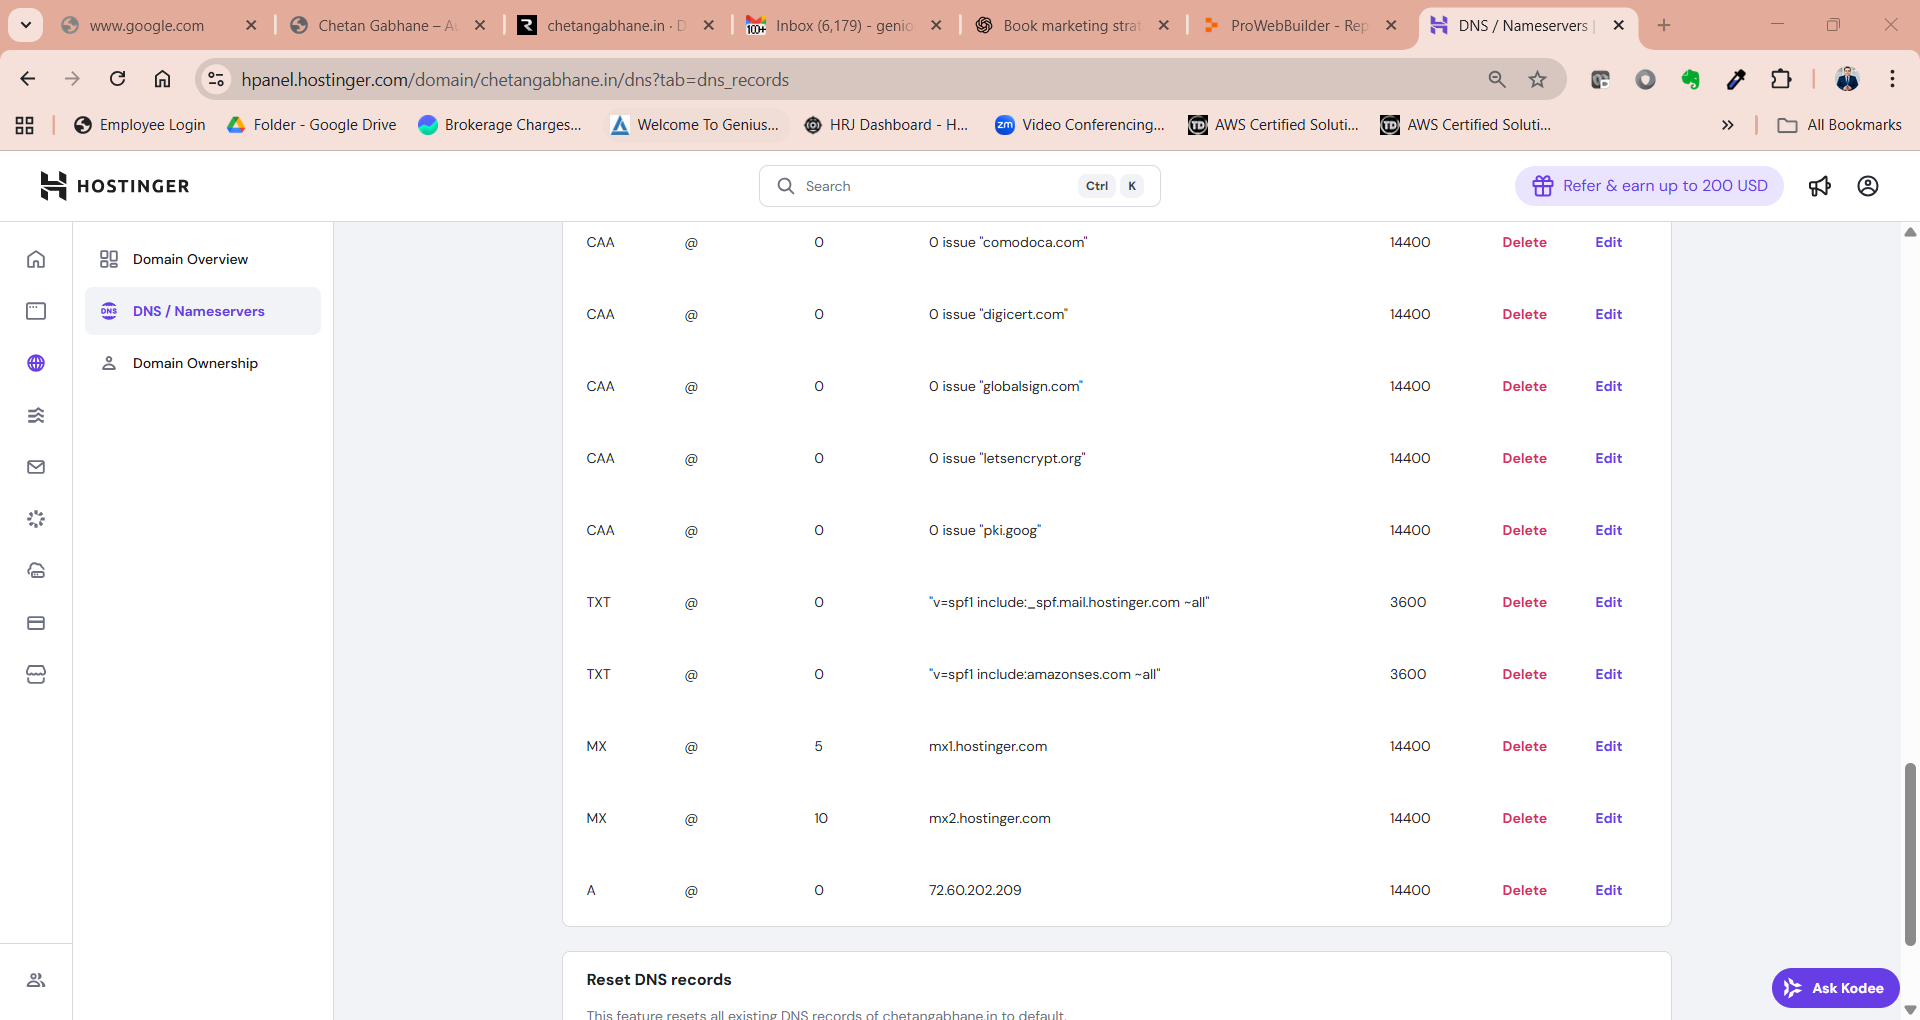 www.google.com
Chetan Gabhane – Au
chetangabhane.in · D
100+
Inbox (6,179) - genio
Book marketing strat
ProWebBuilder - Rep
DNS / Nameservers |
hpanel.hostinger.com/domain/chetangabhane.in/dns?tab=dns_records
Employee Login
Folder - Google Drive
Brokerage Charges...
Welcome To Genius...
HRJ Dashboard - H...
zm
Video Conferencing...
TD
AWS Certified Soluti...
TD
AWS Certified Soluti...
All Bookmarks
HOSTINGER
Search
Ctrl K
Refer & earn up to 200 USD
Domain Overview
DNS
DNS / Nameservers
Domain Ownership
CAA @ 0 0 issue "comodoca.com" 14400 Delete Edit
CAA @ 0 0 issue "digicert.com" 14400 Delete Edit
CAA @ 0 0 issue "globalsign.com" 14400 Delete Edit
CAA @ 0 0 issue "letsencrypt.org" 14400 Delete Edit
CAA @ 0 0 issue "pki.goog" 14400 Delete Edit
TXT @ 0 "v=spf1 include:_spf.mail.hostinger.com ~all" 3600 Delete Edit
TXT @ 0 "v=spf1 include:amazonses.com ~all" 3600 Delete Edit
MX @ 5 mx1.hostinger.com 14400 Delete Edit
MX @ 10 mx2.hostinger.com 14400 Delete Edit
A @ 0 72.60.202.209 14400 Delete Edit
Reset DNS records
This feature resets all existing DNS records of chetangabhane.in to default.
Ask Kodee